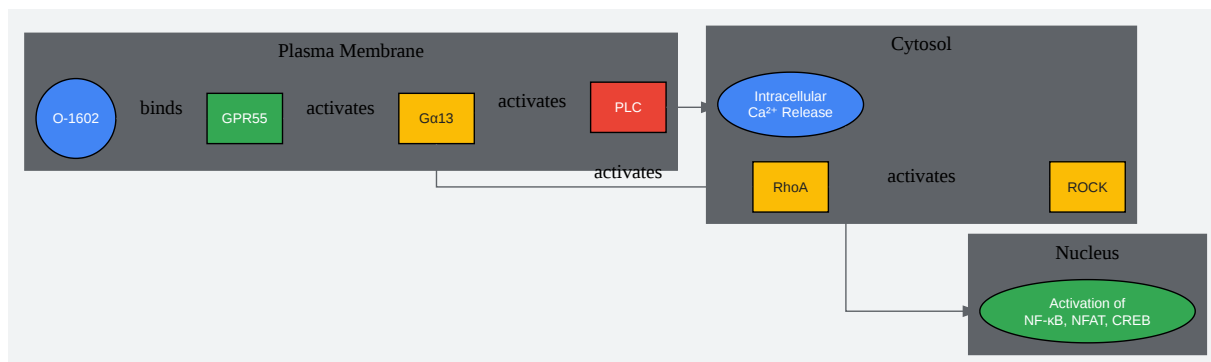 Plasma Membrane
O-1602
binds
GPR55
activates
Gα13
activates
PLC
activates
Cytosol
Intracellular
Ca²⁺ Release
RhoA
activates
ROCK
Nucleus
Activation of
NF-κB, NFAT, CREB